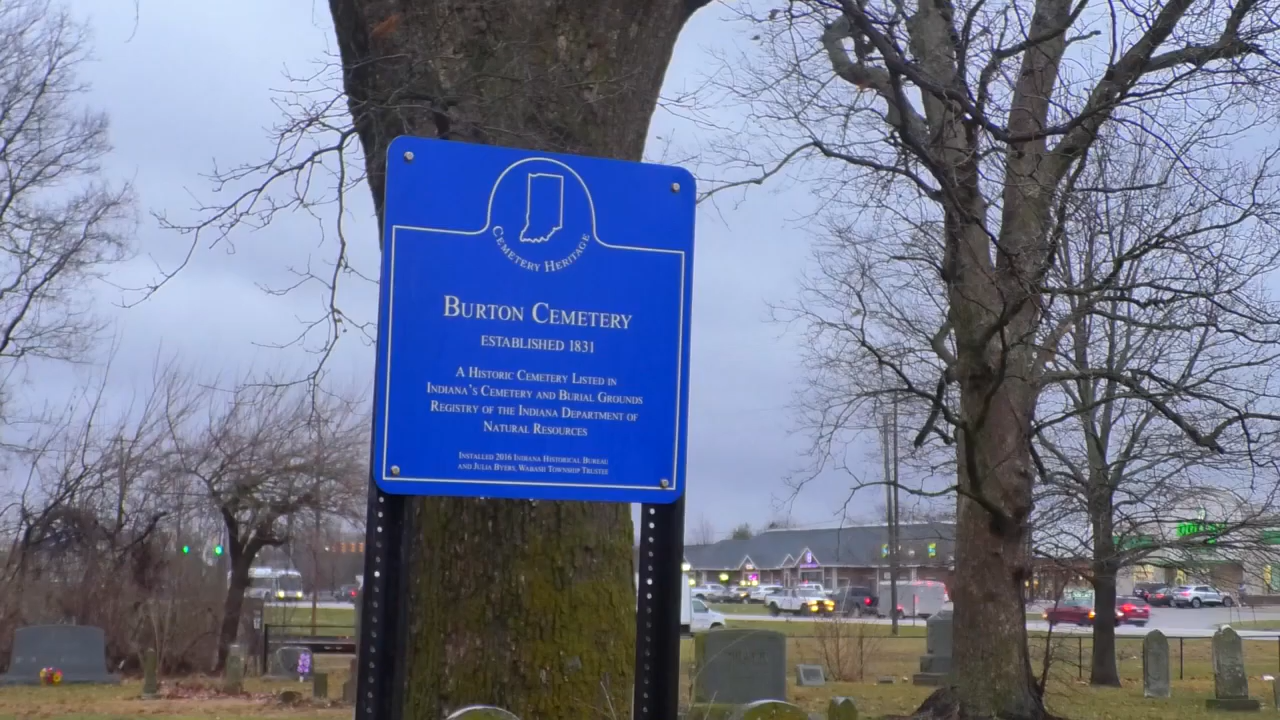 CEMETERY HERITAGE
BURTON CEMETERY
ESTABLISHED 1831
A HISTORIC CEMETERY LISTED IN
INDIANA'S CEMETERY AND BURIAL GROUNDS
REGISTRY OF THE INDIANA DEPARTMENT OF
NATURAL RESOURCES
INSTALLED 2016 INDIANA HISTORICAL BUREAU
AND JULIA BYERS, WABASH TOWNSHIP TRUSTEE